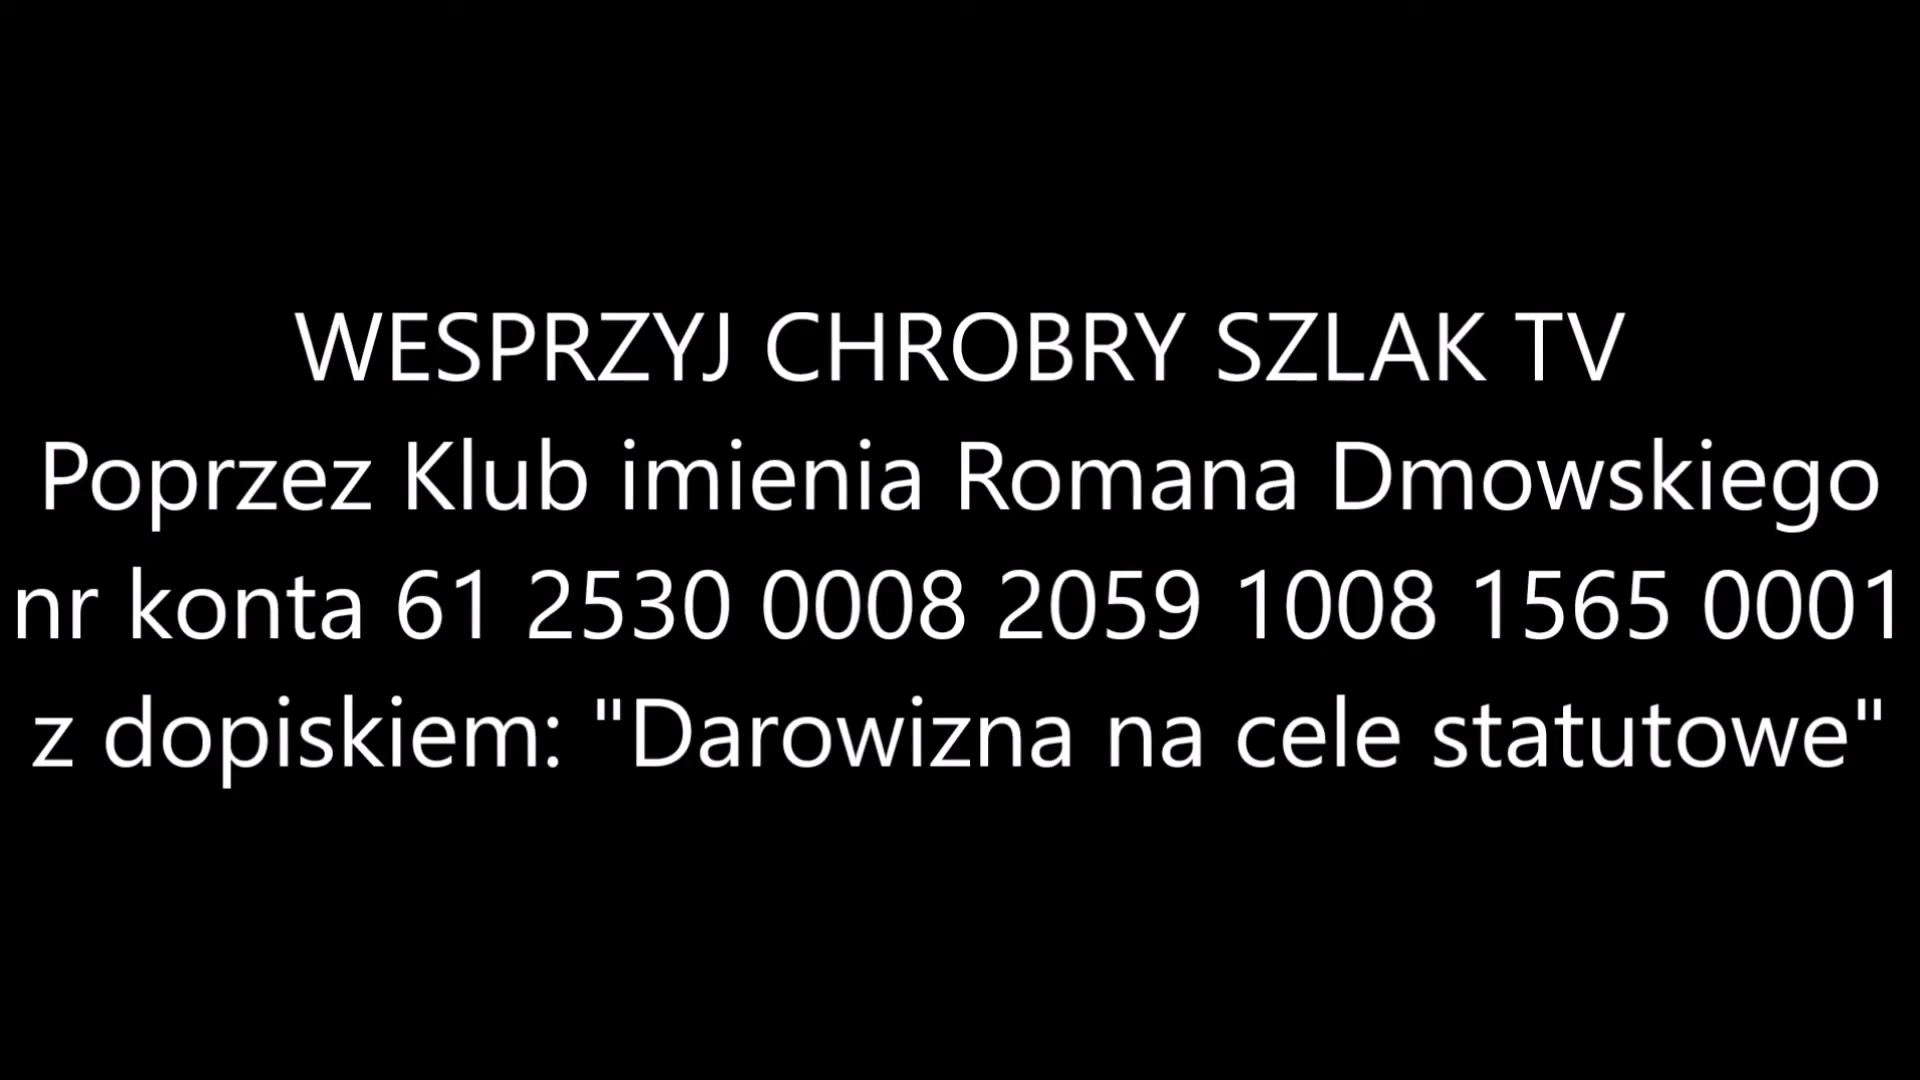 WESPRZYJ CHROBRY SZLAK TV
Poprzez Klub imienia Romana Dmowskiego
nr konta 61 2530 0008 2059 1008 1565 0001
z dopiskiem: "Darowizna na cele statutowe"